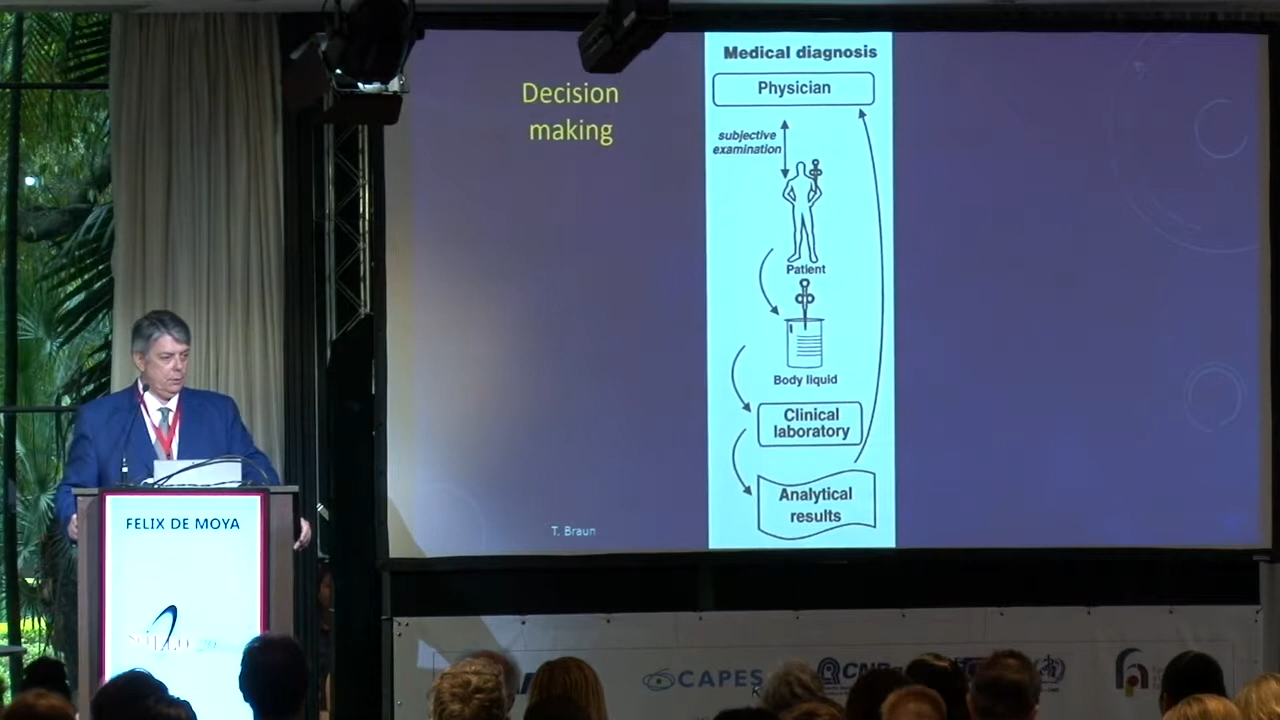 Decision
making
Medical diagnosis
Physician
subjective
examination
Patient
Body liquid
Clinical
laboratory
Analytical
results
T. Braun
FELIX DE MOYA
CAPES